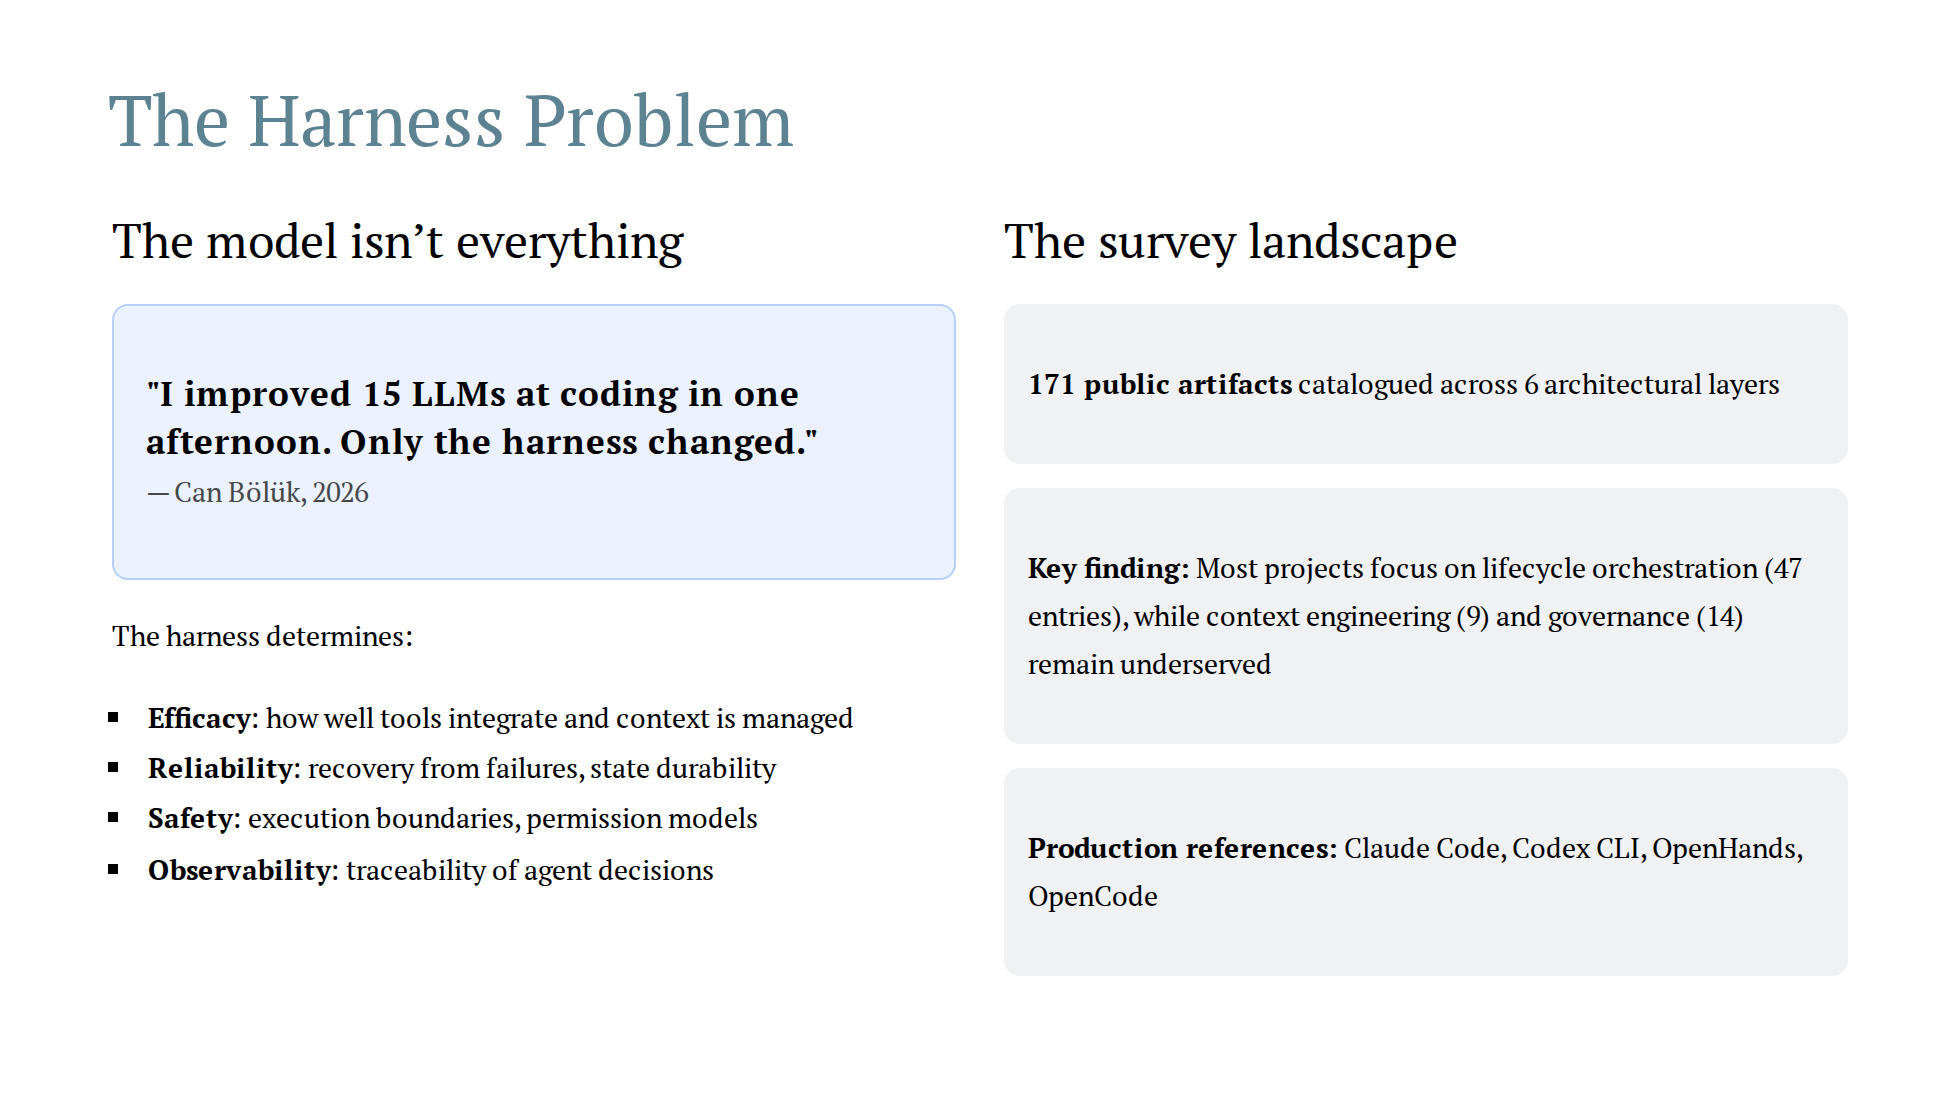 The Harness Problem
The model isn’t everything
"I improved 15 LLMs at coding in one
afternoon. Only the harness changed."
— Can Bölük, 2026
The harness determines:
▪ Efficacy: how well tools integrate and context is managed
▪ Reliability: recovery from failures, state durability
▪ Safety: execution boundaries, permission models
▪ Observability: traceability of agent decisions
The survey landscape
171 public artifacts catalogued across 6 architectural layers
Key finding: Most projects focus on lifecycle orchestration (47
entries), while context engineering (9) and governance (14)
remain underserved
Production references: Claude Code, Codex CLI, OpenHands,
OpenCode